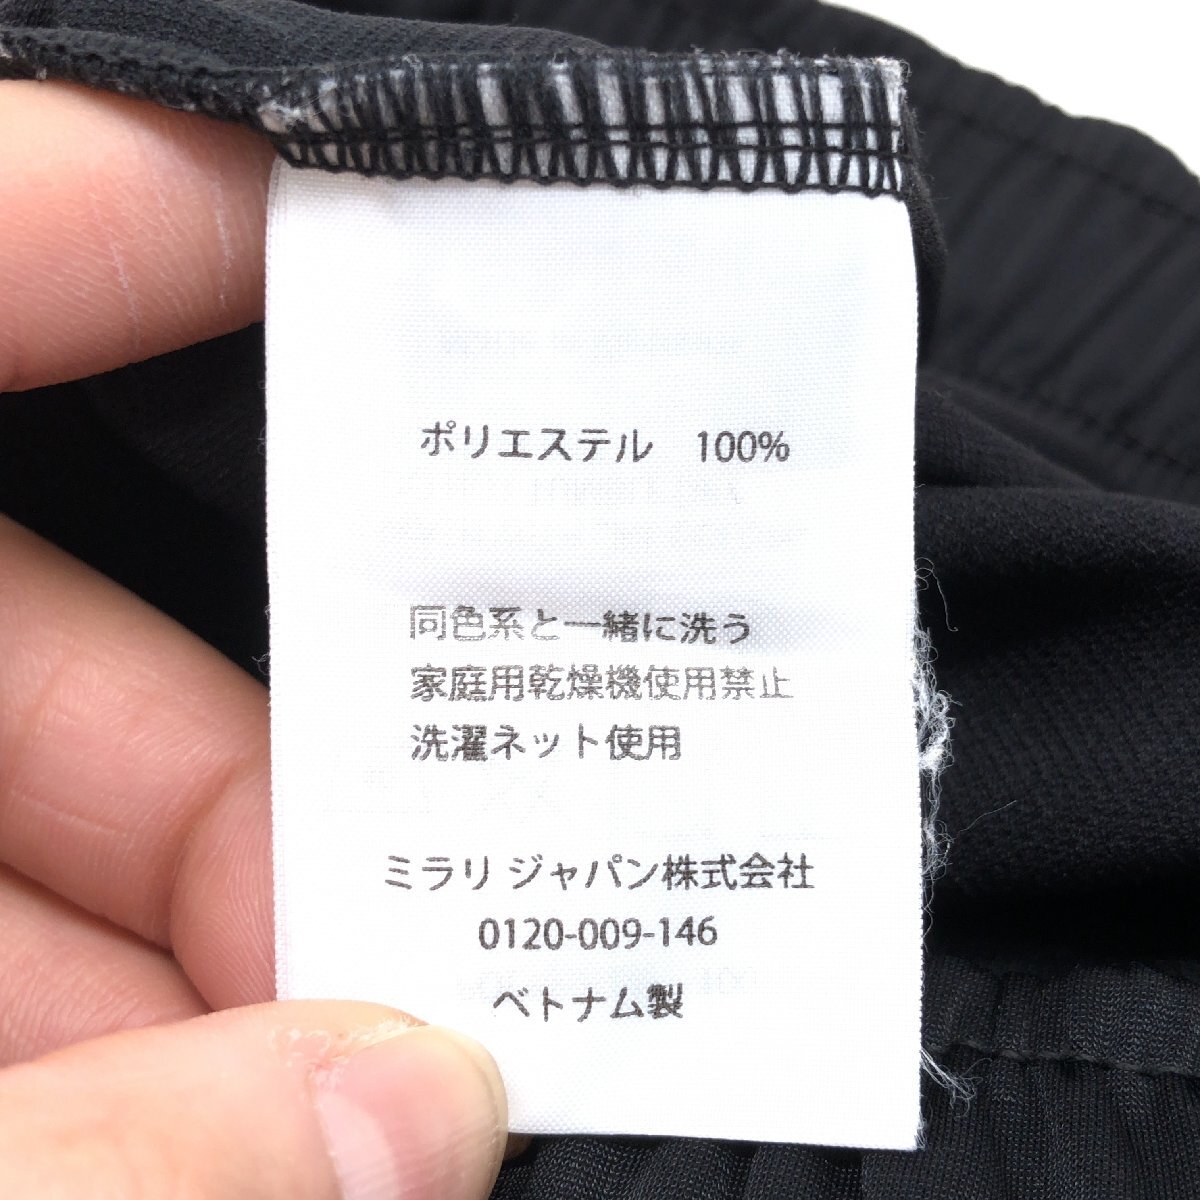 ポリエステル　100%
同色系と一緒に洗う
家庭用乾燥機使用禁止
洗濯ネット使用
ミラリ ジャパン株式会社
0120-009-146
ベトナム製